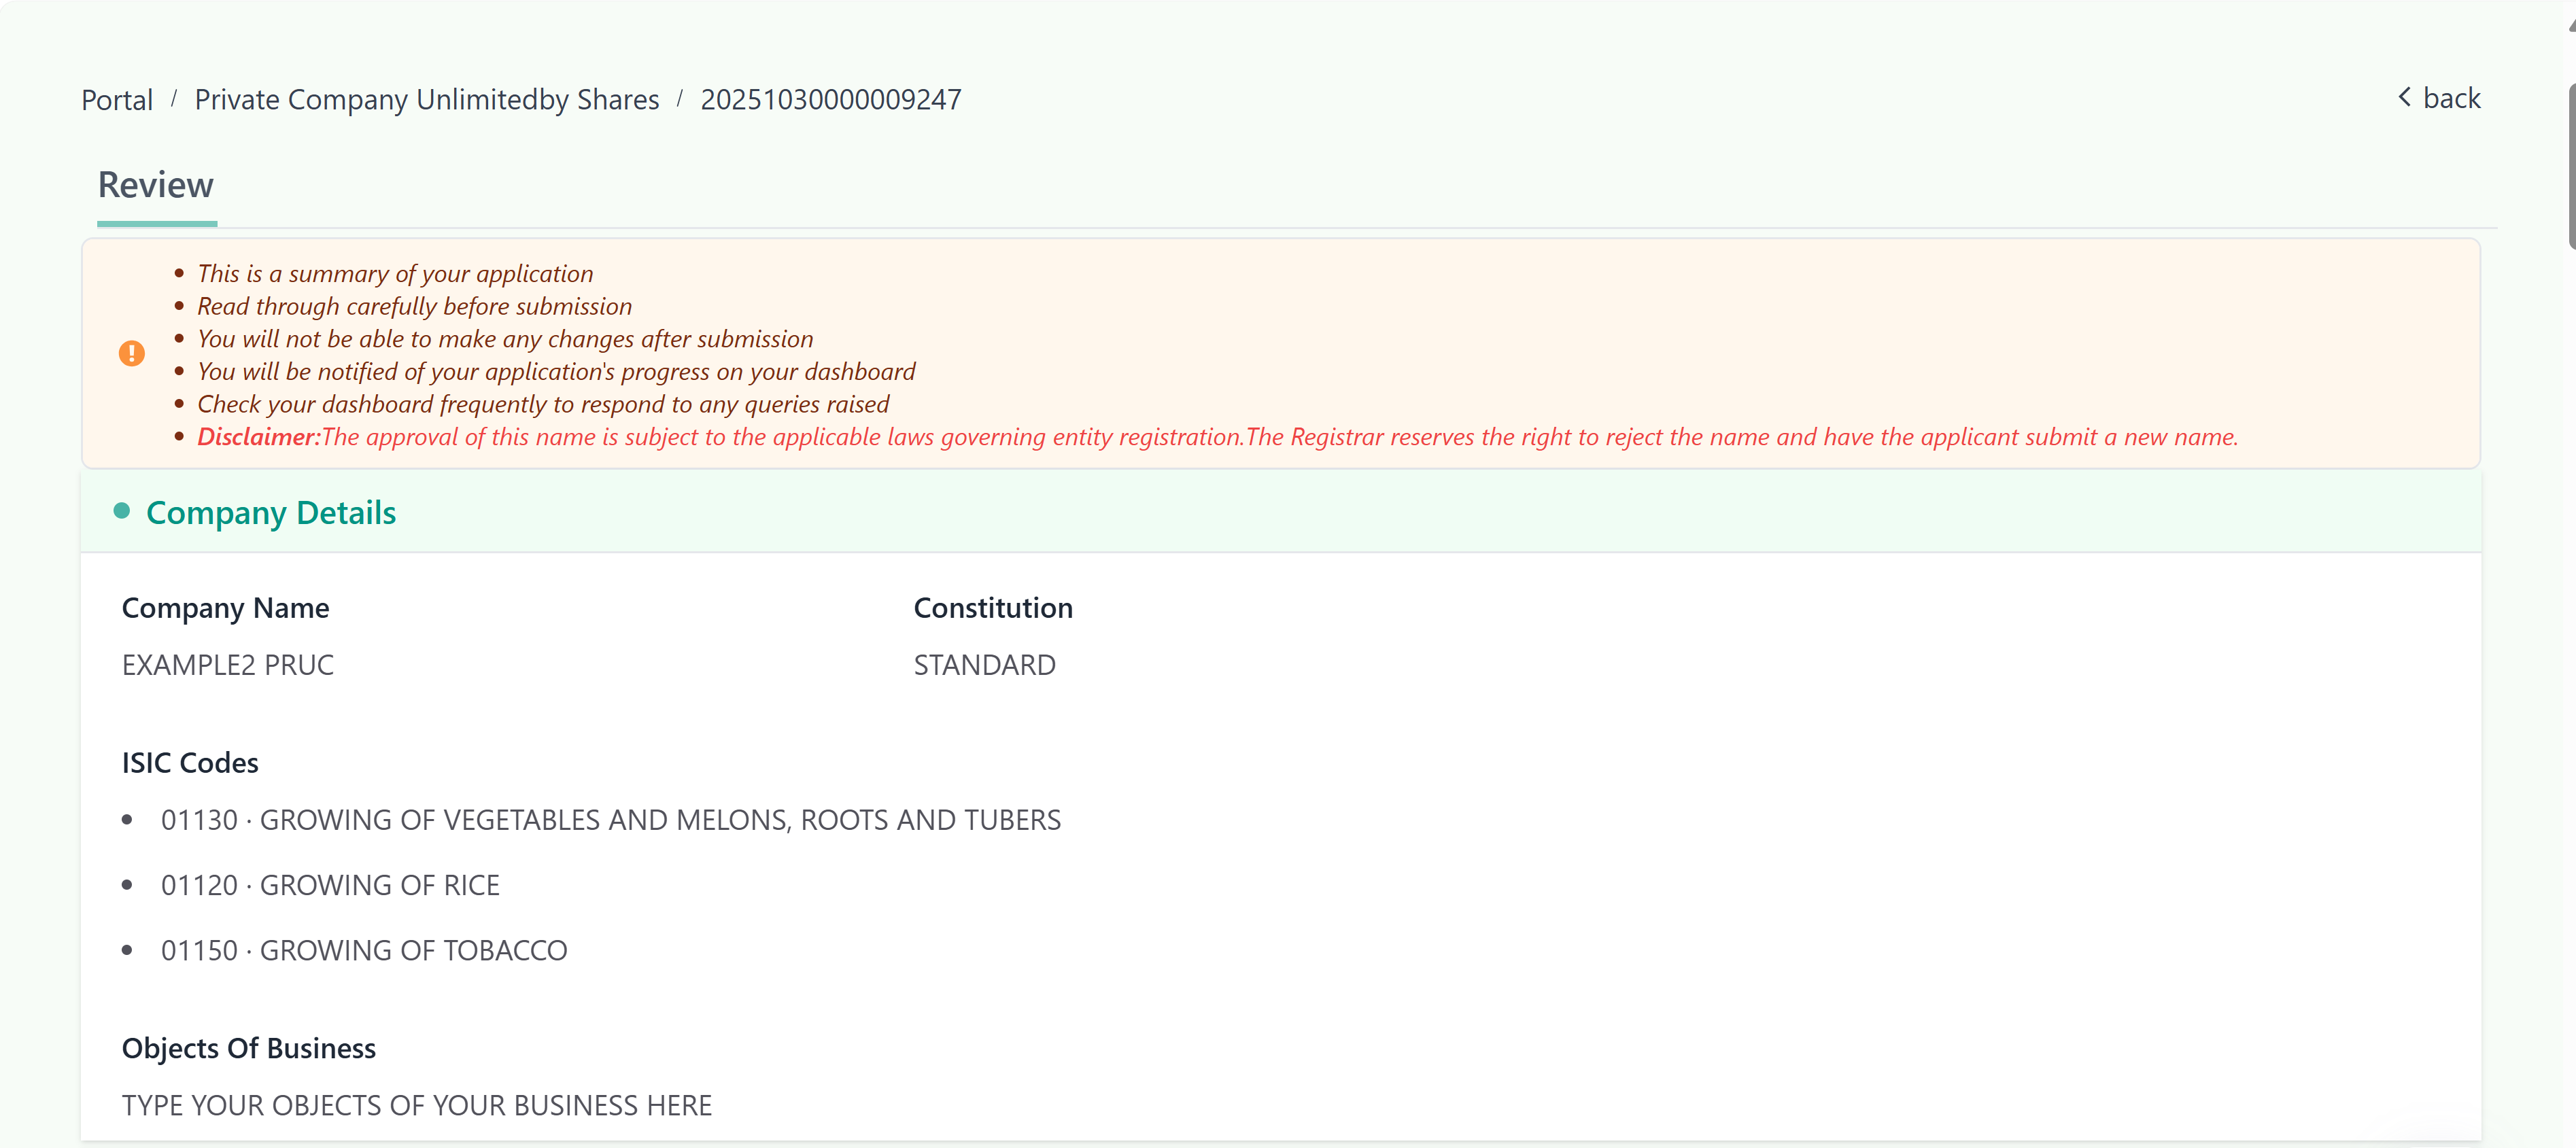 Portal / Private Company Unlimitedby Shares / 20251030000009247
back
Review
This is a summary of your application
Read through carefully before submission
You will not be able to make any changes after submission
You will be notified of your application's progress on your dashboard
Check your dashboard frequently to respond to any queries raised
Disclaimer:The approval of this name is subject to the applicable laws governing entity registration.The Registrar reserves the right to reject the name and have the applicant submit a new name.
Company Details
Company Name
EXAMPLE2 PRUC
Constitution
STANDARD
ISIC Codes
01130 · GROWING OF VEGETABLES AND MELONS, ROOTS AND TUBERS
01120 · GROWING OF RICE
01150 · GROWING OF TOBACCO
Objects Of Business
TYPE YOUR OBJECTS OF YOUR BUSINESS HERE